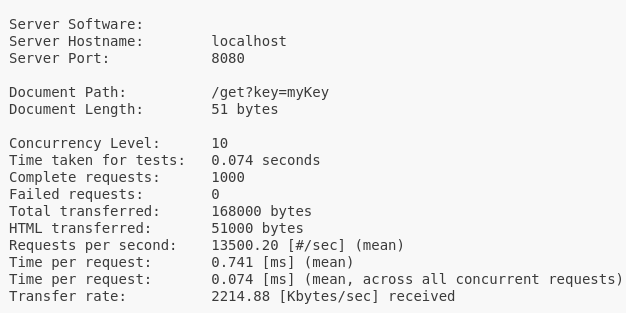 Server Software:
Server Hostname: localhost
Server Port: 8080
Document Path: /get?key=myKey
Document Length: 51 bytes
Concurrency Level: 10
Time taken for tests: 0.074 seconds
Complete requests: 1000
Failed requests: 0
Total transferred: 168000 bytes
HTML transferred: 51000 bytes
Requests per second: 13500.20 [#/sec] (mean)
Time per request: 0.741 [ms] (mean)
Time per request: 0.074 [ms] (mean, across all concurrent requests)
Transfer rate: 2214.88 [Kbytes/sec] received